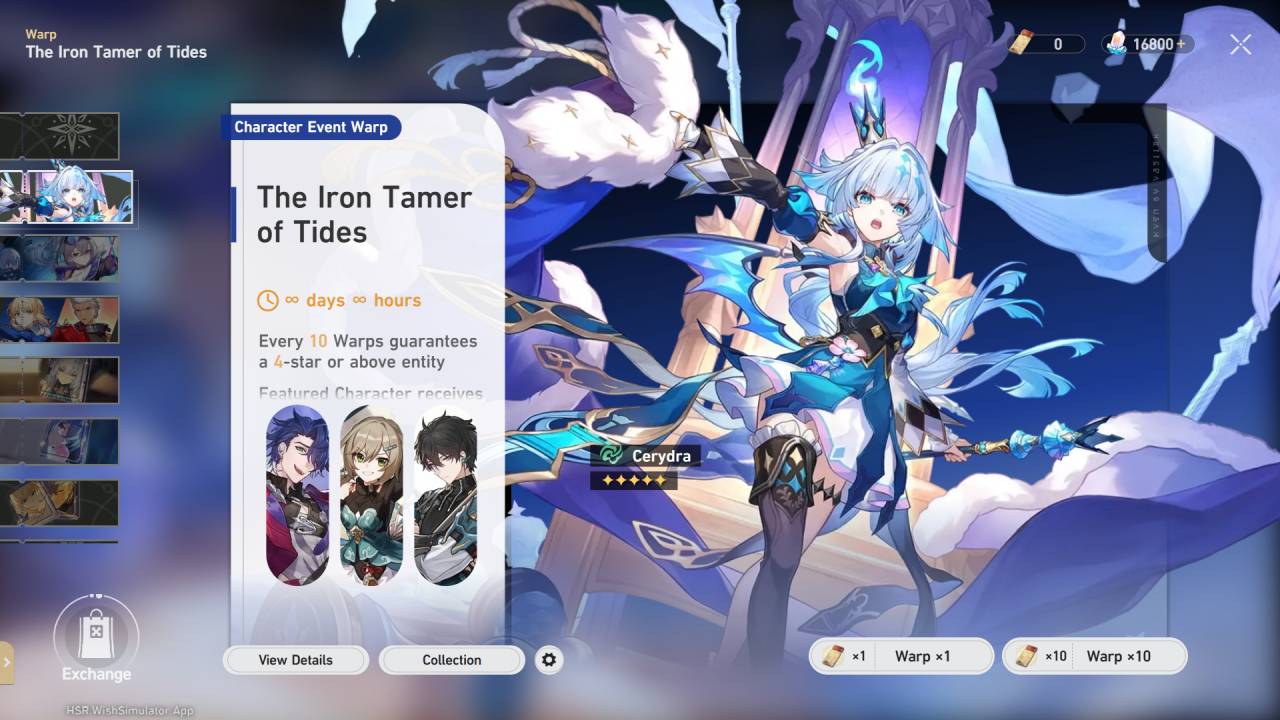 Warp
The Iron Tamer of Tides
0
16800 +
Character Event Warp
The Iron Tamer
of Tides
∞ days ∞ hours
Every 10 Warps guarantees
a 4-star or above entity
Featured Character receives
Cerydra
Exchange
View Details
Collection
×1
Warp ×1
×10
Warp ×10
HSR.WishSimulator.App